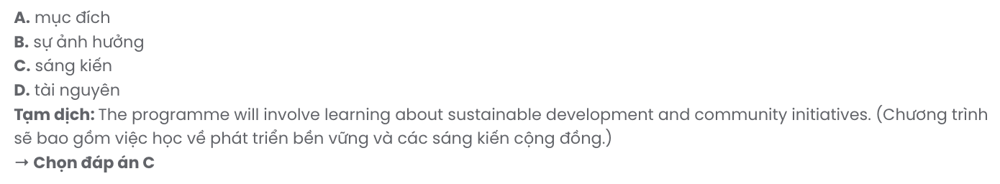 A. mục đích
B. sự ảnh hưởng
C. sáng kiến
D. tài nguyên
Tạm dịch: The programme will involve learning about sustainable development and community initiatives. (Chương trình
sẽ bao gồm việc học về phát triển bền vững và các sáng kiến cộng đồng.)
→ Chọn đáp án C